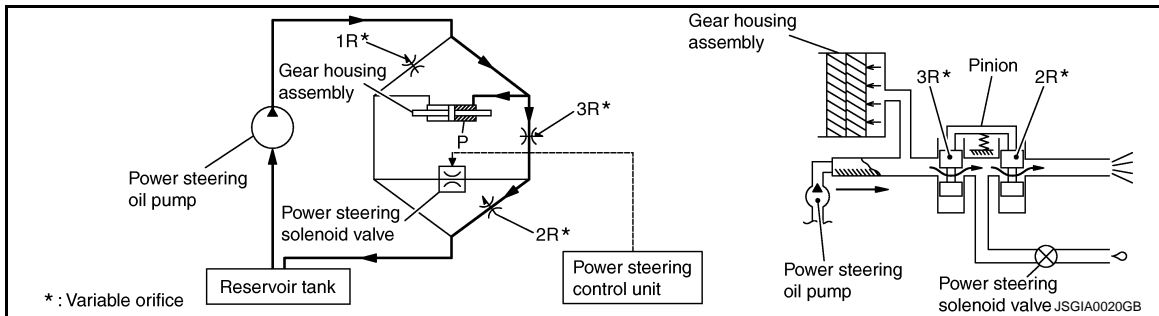 1R*
Gear housing
assembly
3R*
P
Power steering
oil pump
Power steering
solenoid valve
2R*
Reservoir tank
Power steering
control unit
* : Variable orifice
Gear housing
assembly
Pinion
3R*
2R*
Power steering
oil pump
Power steering
solenoid valve
JSGIA0020GB